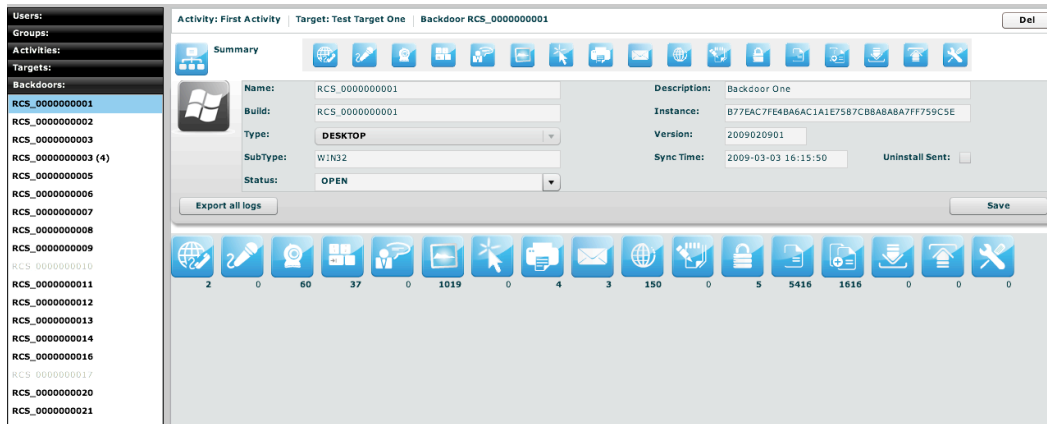 Users:
Groups:
Activities:
Targets:
Backdoors:
RCS_0000000001
RCS_0000000002
RCS_0000000003
RCS_0000000003 (4)
RCS_0000000005
RCS_0000000006
RCS_0000000007
RCS_0000000008
RCS_0000000009
RCS_0000000010
RCS_0000000011
RCS_0000000012
RCS_0000000013
RCS_0000000014
RCS_0000000016
RCS_0000000017
RCS_0000000020
RCS_0000000021
Activity: First Activity Target: Test Target One Backdoor RCS_0000000001
Del
Summary
Name: RCS_0000000001 Description: Backdoor One
Build: RCS_0000000001 Instance: B77EAC7FE4BA6AC1A1E7587CB8A8A8A7FF759C5E
Type: DESKTOP Version: 2009020901
SubType: WIN32 Sync Time: 2009-03-03 16:15:50 Uninstall Sent:
Status: OPEN
Export all logs Save
2 0 60 37 0 1019 0 4 3 150 0 5 5416 1616 0 0 0